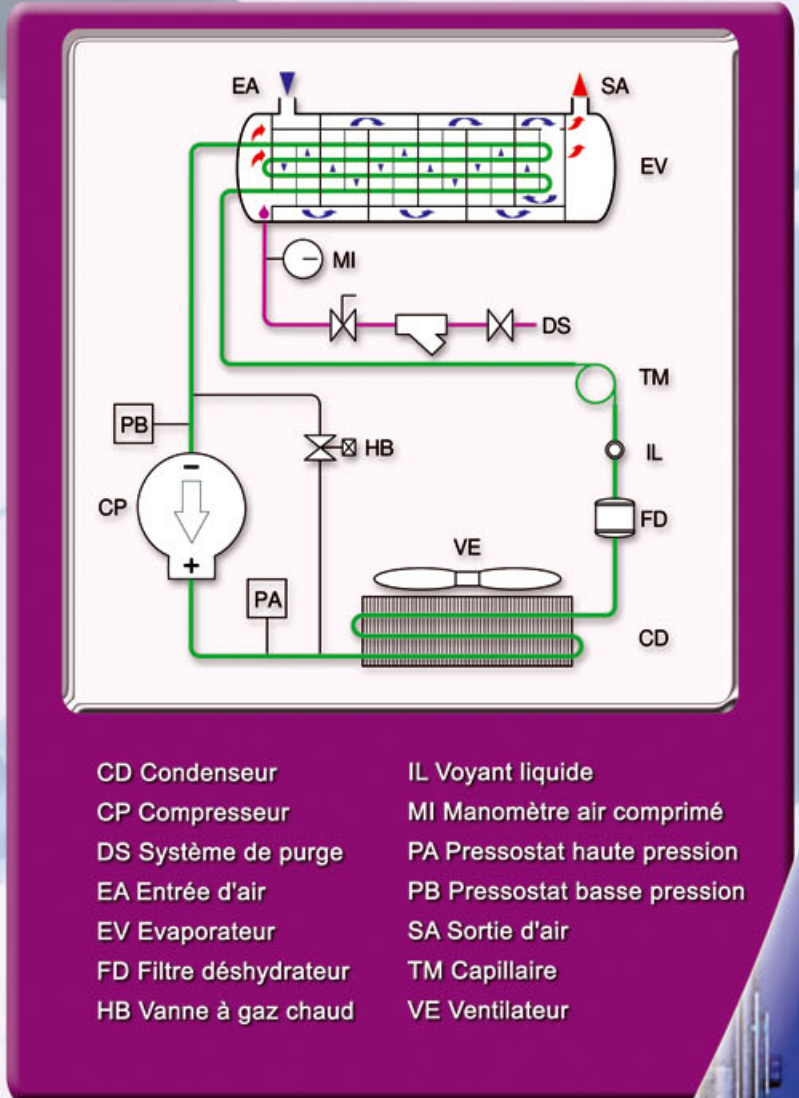 EA
SA
EV
MI
DS
TM
PB
HB
IL
CP
-
FD
VE
+
PA
CD
CD Condenseur
CP Compresseur
DS Système de purge
EA Entrée d'air
EV Evaporateur
FD Filtre déshydrateur
HB Vanne à gaz chaud
IL Voyant liquide
MI Manomètre air comprimé
PA Pressostat haute pression
PB Pressostat basse pression
SA Sortie d'air
TM Capillaire
VE Ventilateur